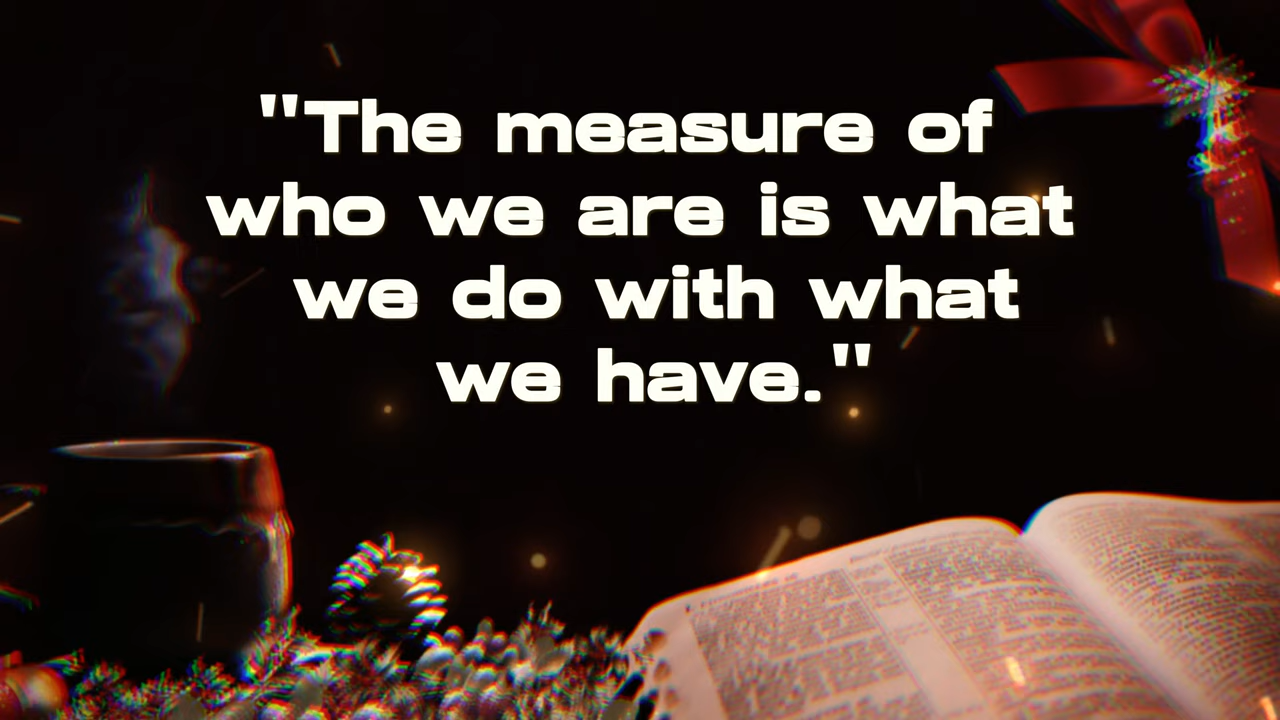 "The measure of
who we are is what
we do with what
we have."